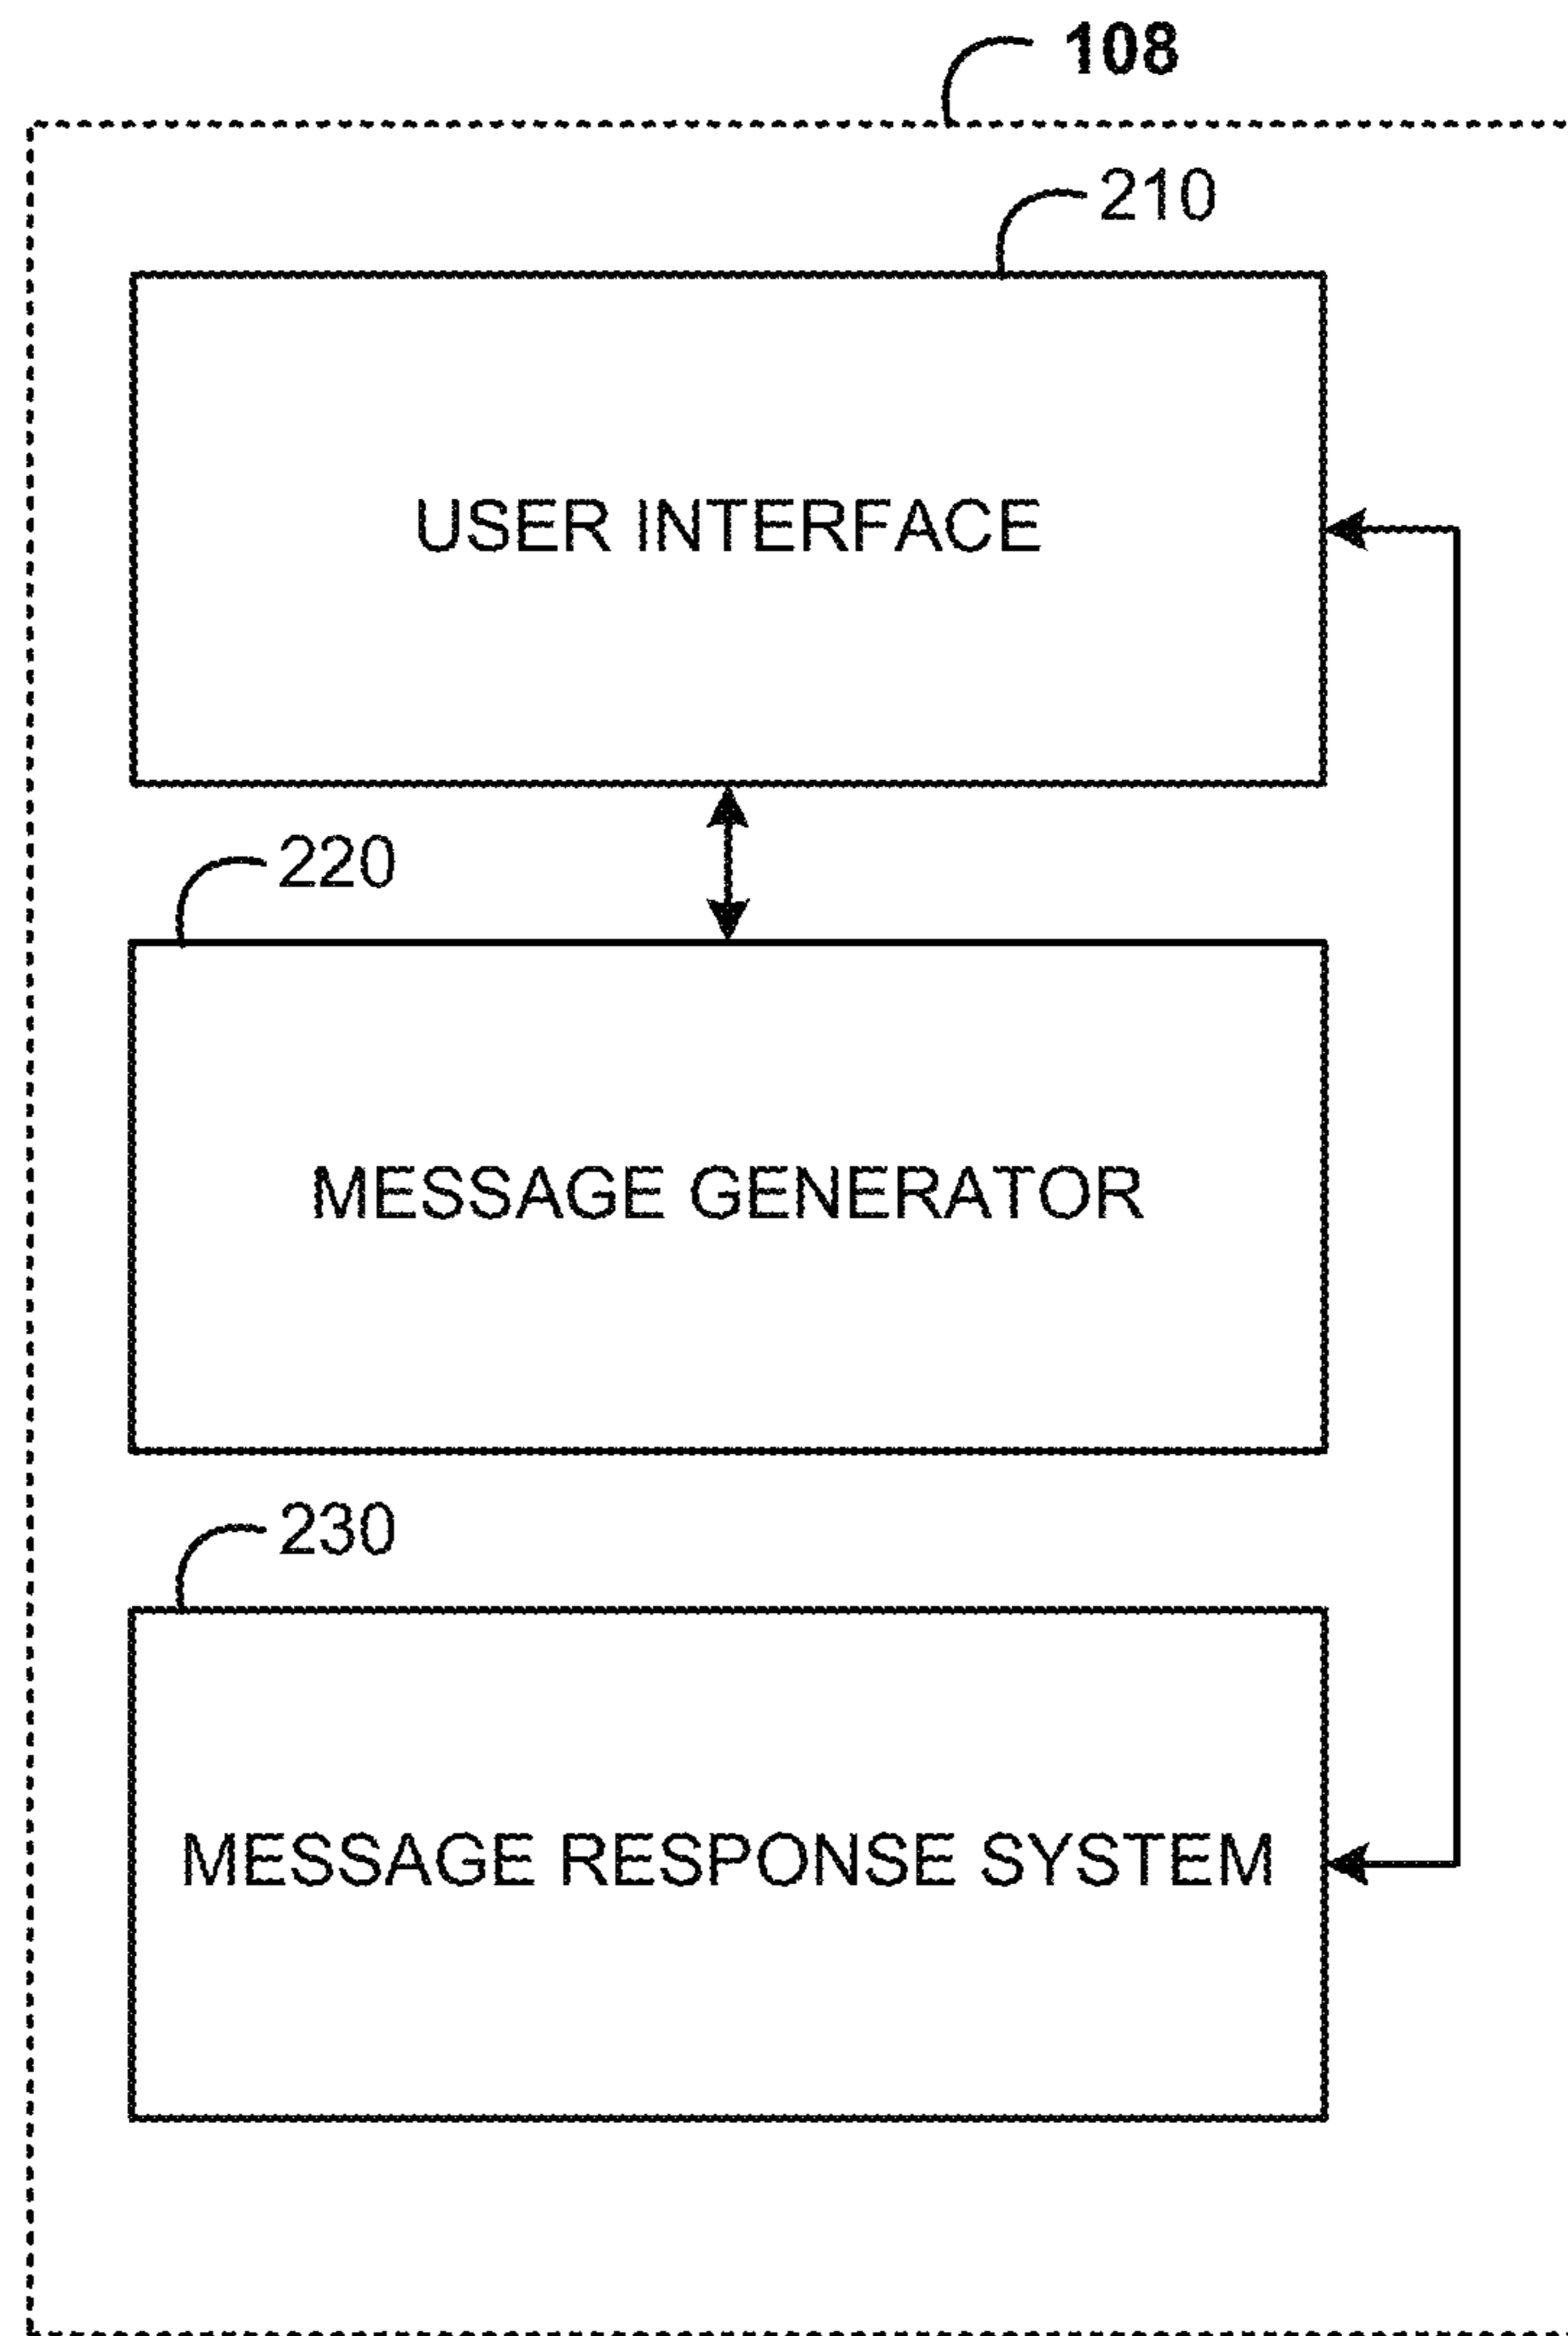 108
210
USER INTERFACE
220
MESSAGE GENERATOR
230
MESSAGE RESPONSE SYSTEM